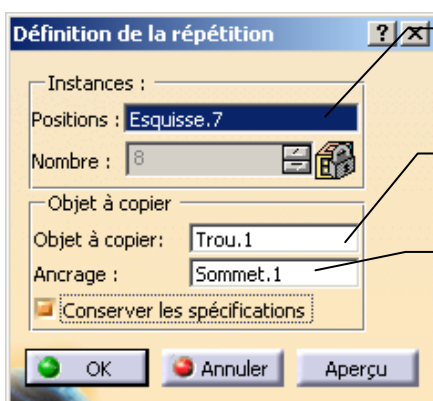 Définition de la répétition
Instances :
Positions : Esquisse.7
Nombre : 8
Objet à copier
Objet à copier: Trou.1
Ancrage : Sommet.1
Conserver les spécifications
OK Annuler Aperçu